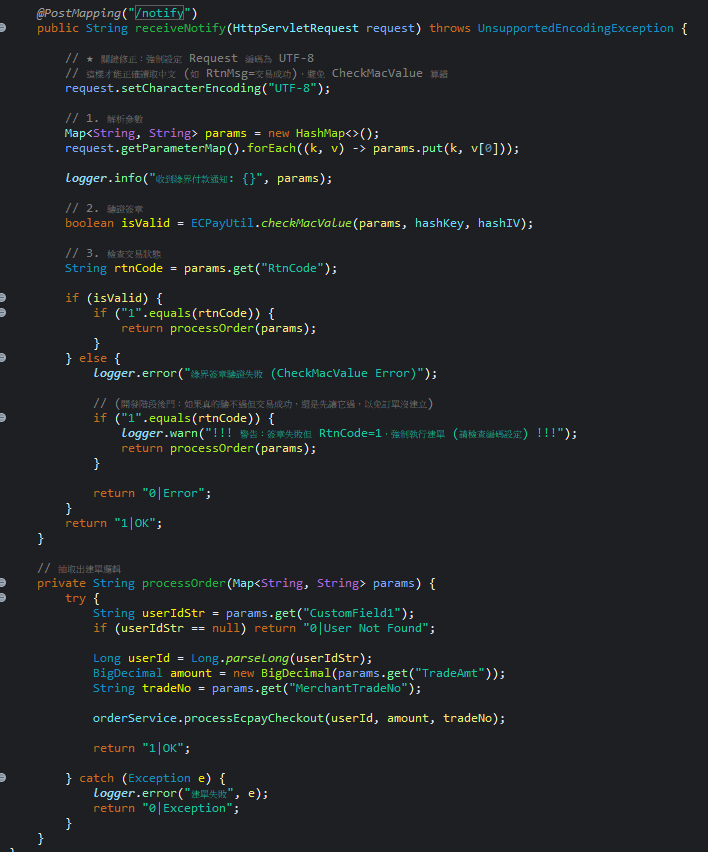 @PostMapping("/notify")
public String receiveNotify(HttpServletRequest request) throws UnsupportedEncodingException {
// ★ 關鍵修正：強制設定 Request 編碼為 UTF-8
// 這樣才能正確讀取中文 (如 RtnMsg=交易成功)，避免 CheckMacValue 算錯
request.setCharacterEncoding("UTF-8");
// 1. 解析參數
Map<String, String> params = new HashMap<>();
request.getParameterMap().forEach((k, v) -> params.put(k, v[0]));
logger.info("收到綠界付款通知: {}", params);
// 2. 驗證簽章
boolean isValid = ECPayUtil.checkMacValue(params, hashKey, hashIV);
// 3. 檢查交易狀態
String rtnCode = params.get("RtnCode");
if (isValid) {
if ("1".equals(rtnCode)) {
return processOrder(params);
}
} else {
logger.error("綠界簽章驗證失敗 (CheckMacValue Error)");
// (開發階段後門：如果真的驗不過但交易成功，還是先讓它過，以免訂單沒建立)
if ("1".equals(rtnCode)) {
logger.warn("!!! 警告：簽章失敗但 RtnCode=1，強制執行建單 (請檢查編碼設定) !!!");
return processOrder(params);
}
return "0|Error";
}
return "1|OK";
}
// 抽取出建單邏輯
private String processOrder(Map<String, String> params) {
try {
String userIdStr = params.get("CustomField1");
if (userIdStr == null) return "0|User Not Found";
Long userId = Long.parseLong(userIdStr);
BigDecimal amount = new BigDecimal(params.get("TradeAmt"));
String tradeNo = params.get("MerchantTradeNo");
orderService.processEcpayCheckout(userId, amount, tradeNo);
return "1|OK";
} catch (Exception e) {
logger.error("建單失敗", e);
return "0|Exception";
}
}